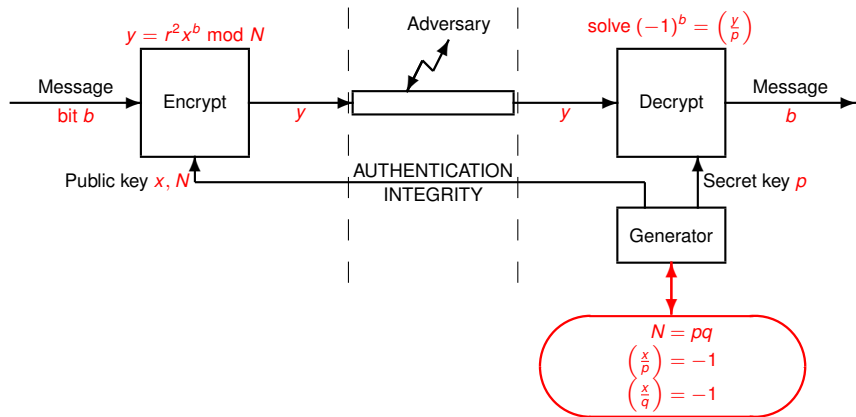 y = r²x^b mod N
solve (−1)^b = (y/p)
Adversary
Message
bit b
Encrypt
y
y
Decrypt
Message
b
Public key x, N
AUTHENTICATION
INTEGRITY
Secret key p
Generator
N = pq
(x/p) = −1
(x/q) = −1